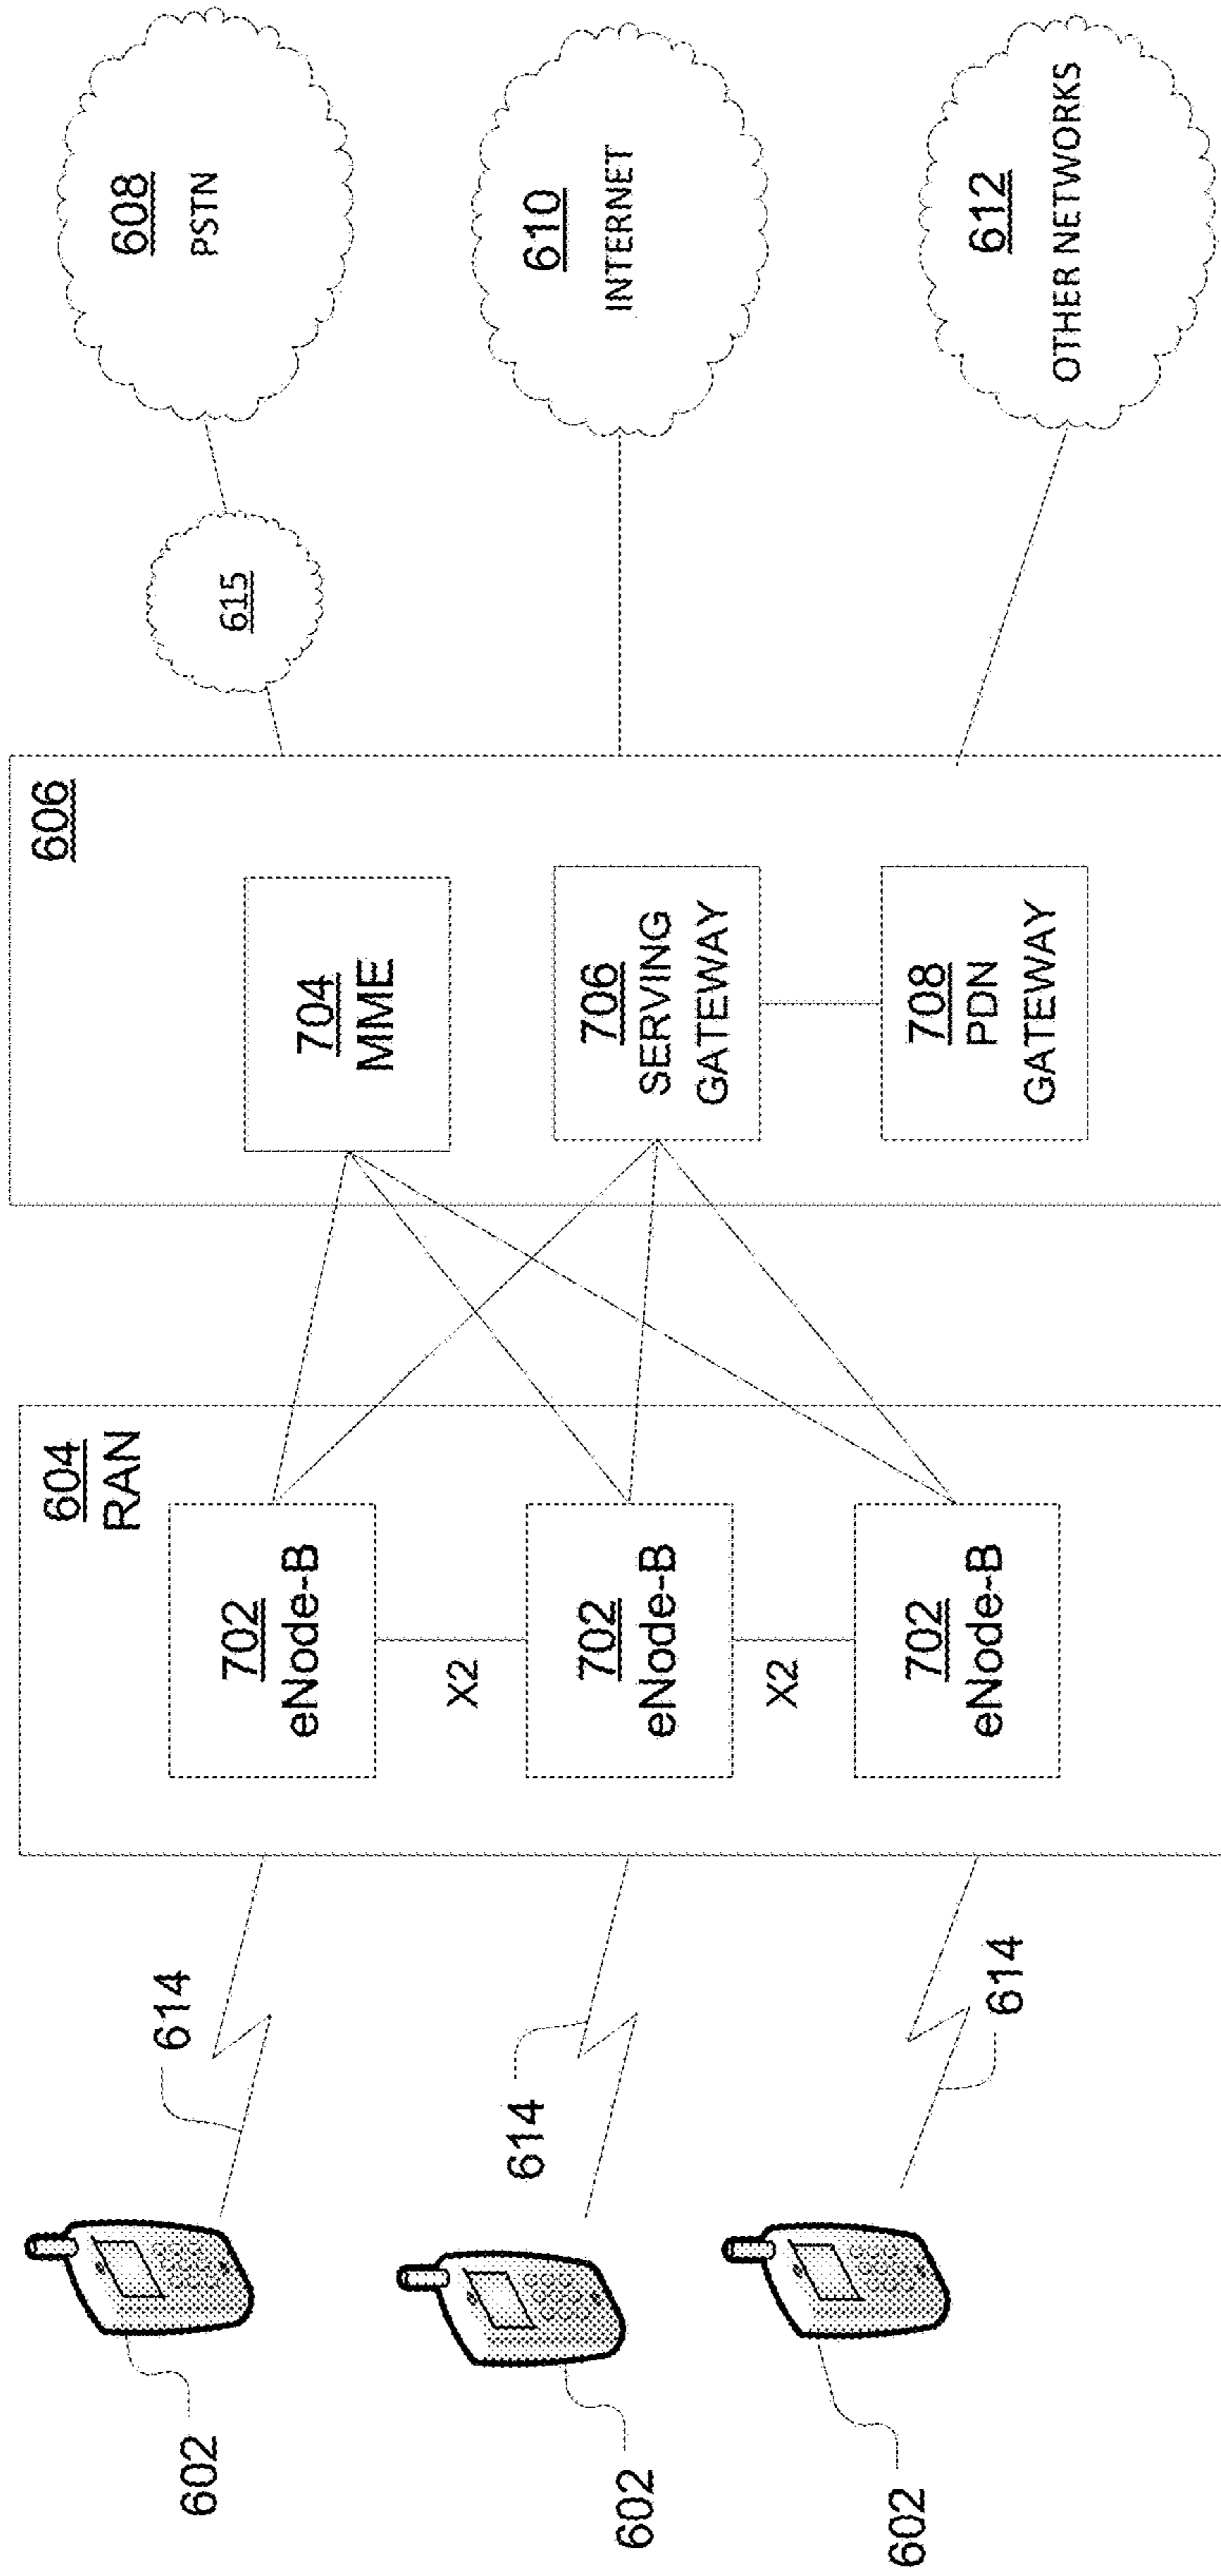 602
602
602
614
614
614
604
RAN
702
eNode-B
X2
702
eNode-B
X2
702
eNode-B
606
704
MME
706
SERVING
GATEWAY
708
PDN
GATEWAY
615
608
PSTN
610
INTERNET
612
OTHER NETWORKS